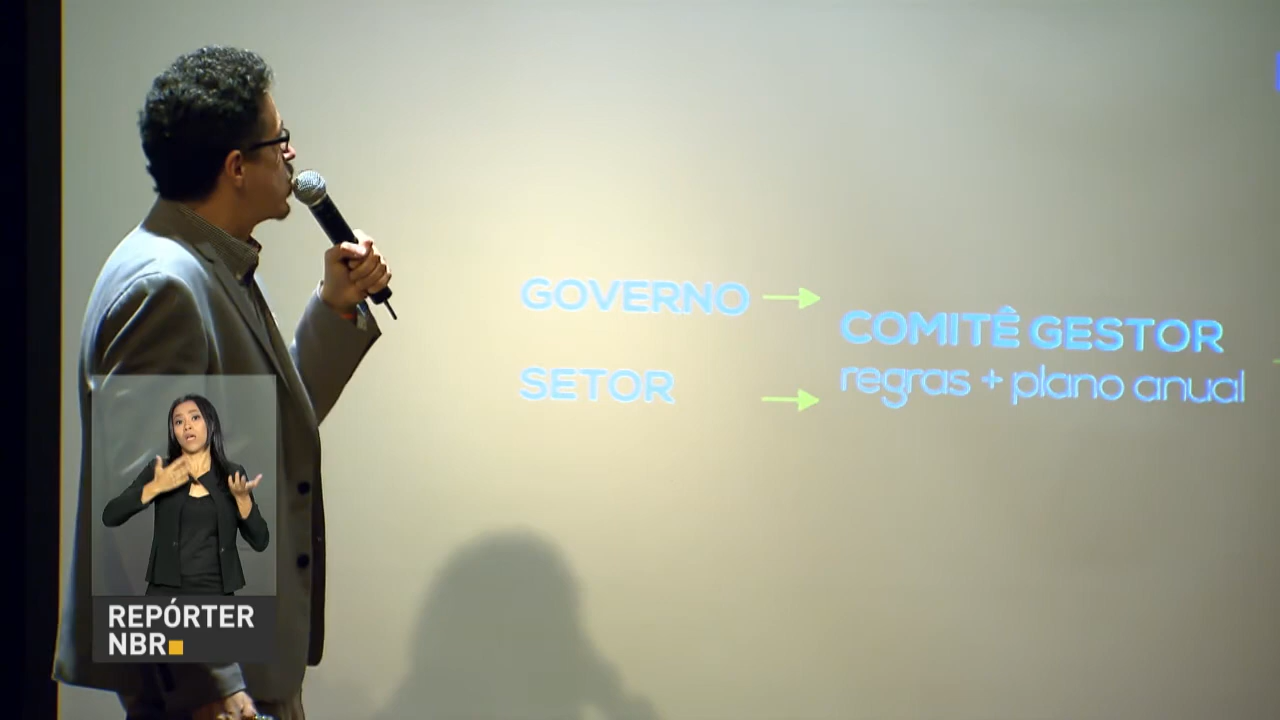 GOVERNO
COMITÊ GESTOR
SETOR
regras + plano anual
REPÓRTER
NBR